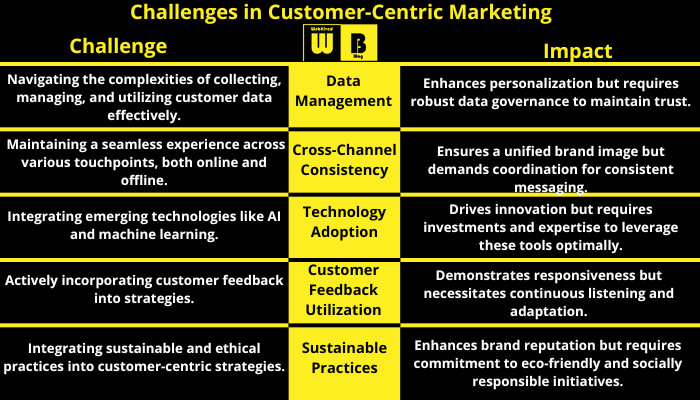 Challenges in Customer-Centric Marketing
Challenge
WebXfred
W
B
Blog
Impact
Navigating the complexities of collecting,
managing, and utilizing customer data
effectively.
Data
Management
Enhances personalization but requires
robust data governance to maintain trust.
Maintaining a seamless experience across
various touchpoints, both online and
offline.
Cross-Channel
Consistency
Ensures a unified brand image but
demands coordination for consistent
messaging.
Integrating emerging technologies like AI
and machine learning.
Technology
Adoption
Drives innovation but requires
investments and expertise to leverage
these tools optimally.
Actively incorporating customer feedback
into strategies.
Customer
Feedback
Utilization
Demonstrates responsiveness but
necessitates continuous listening and
adaptation.
Integrating sustainable and ethical
practices into customer-centric strategies.
Sustainable
Practices
Enhances brand reputation but requires
commitment to eco-friendly and socially
responsible initiatives.